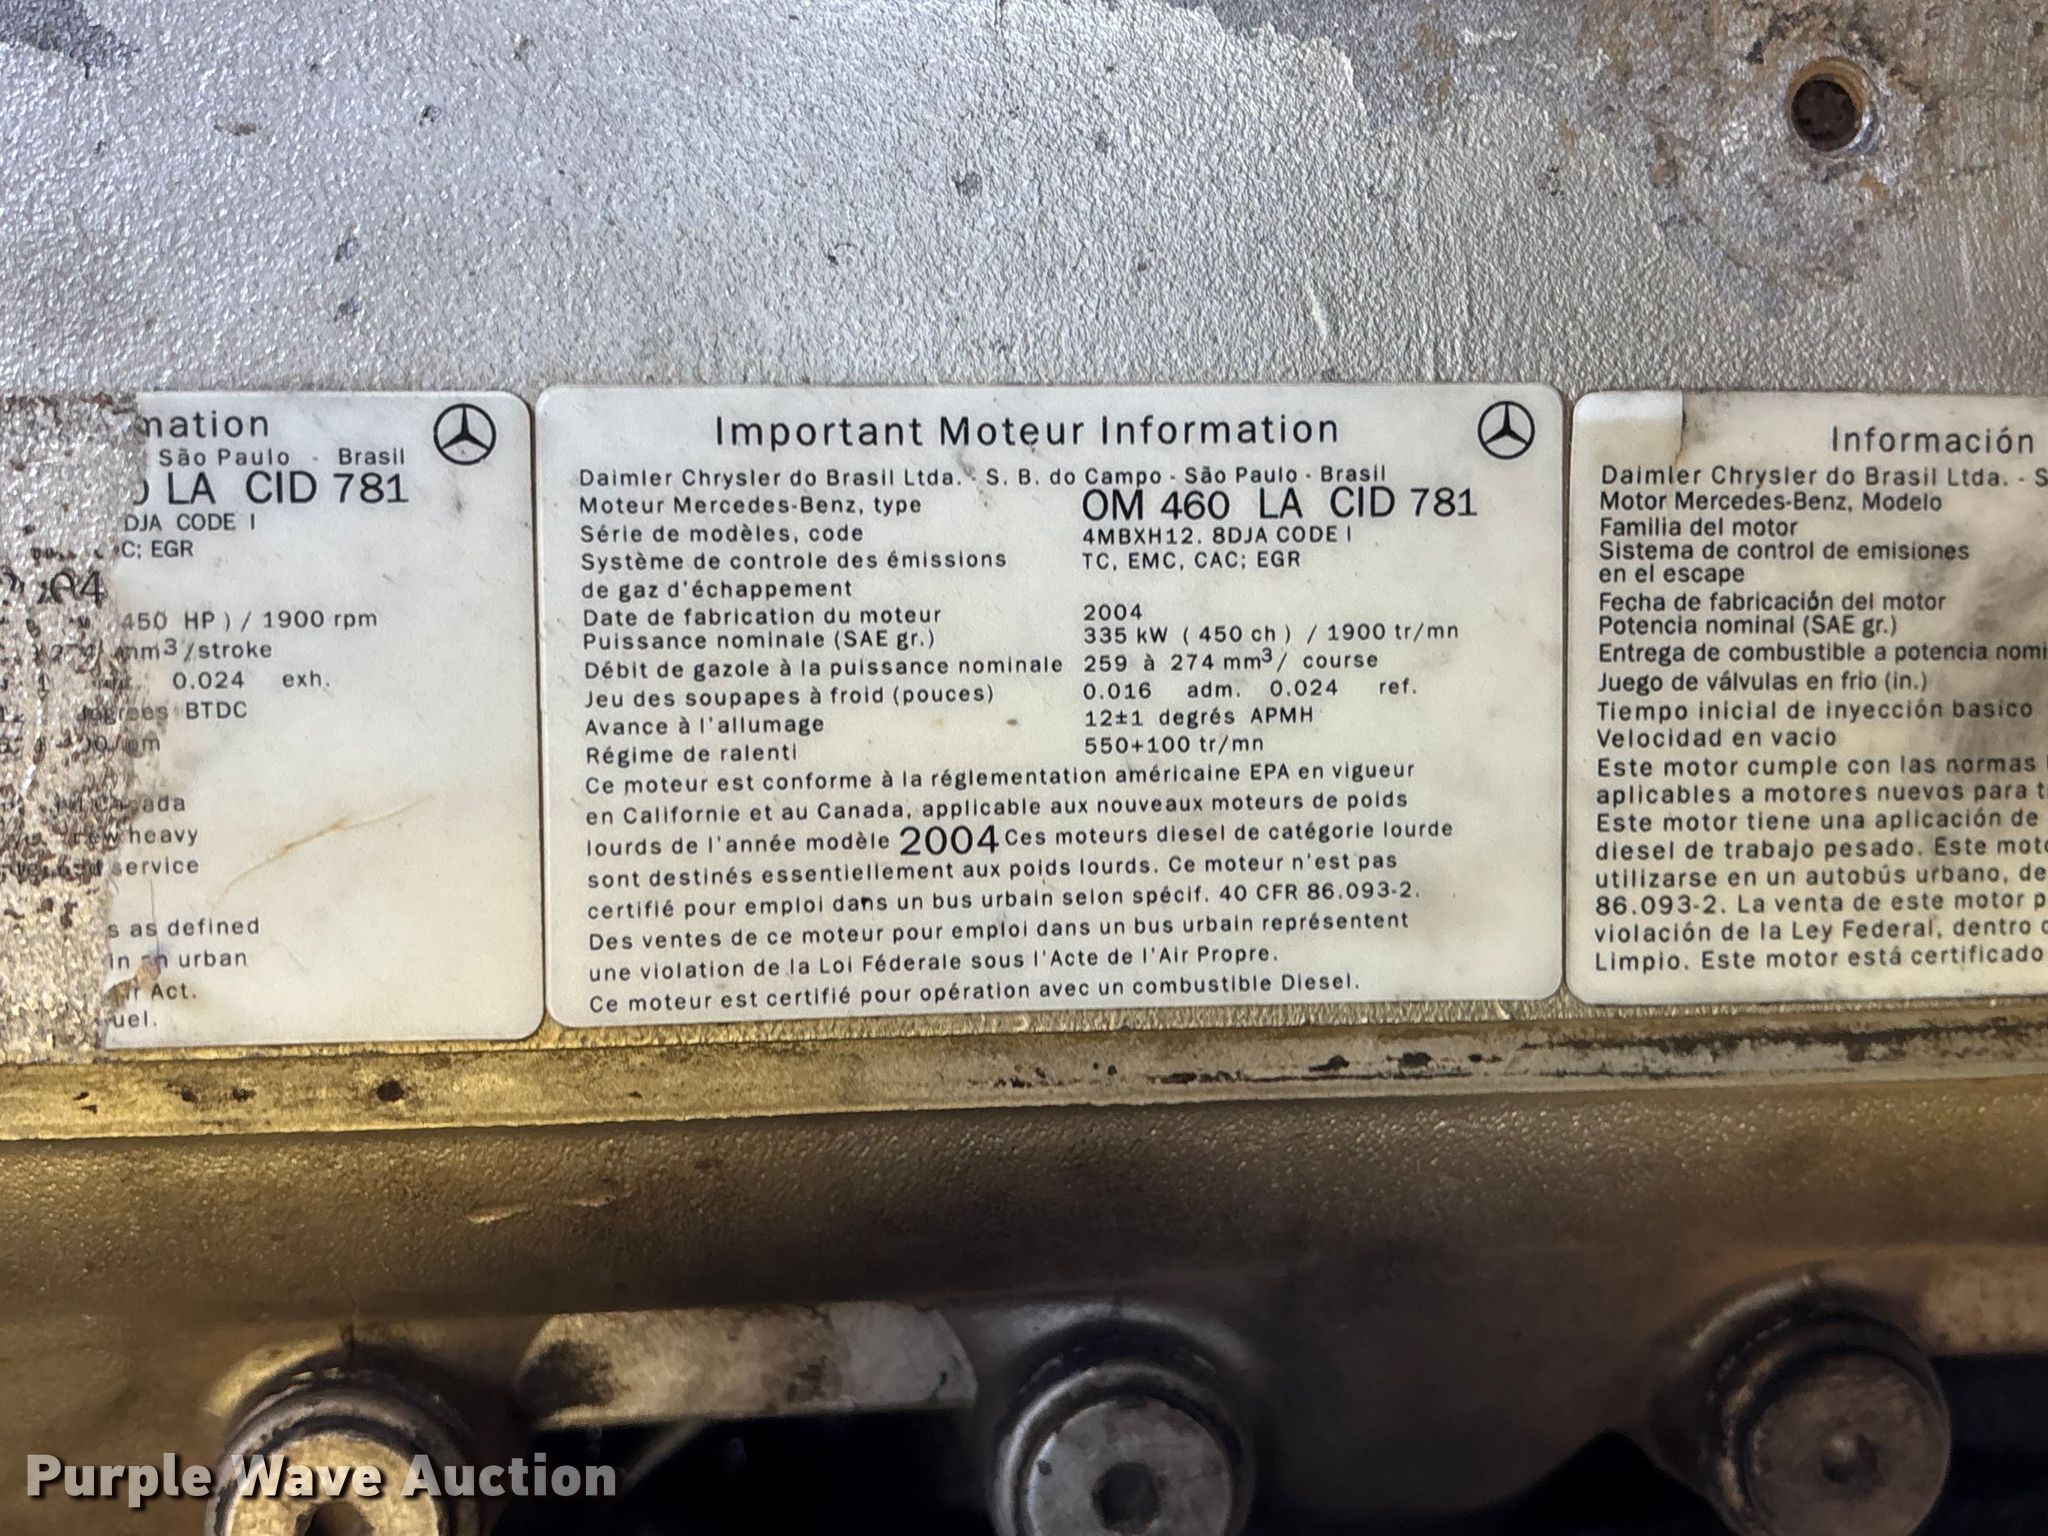 mation
São Paulo - Brasil
LA CID 781
DJA CODE I
C; EGR
450 HP ) / 1900 rpm
mm³/stroke
0.024 exh.
degrees BTDC
rpm
Canada
new heavy
service
s as defined
in an urban
Air Act.
uel.
Important Moteur Information
Daimler Chrysler do Brasil Ltda. - S. B. do Campo - São Paulo - Brasil
Moteur Mercedes-Benz, type OM 460 LA CID 781
Série de modèles, code 4MBXH12. 8DJA CODE I
Système de controle des émissions TC, EMC, CAC; EGR
de gaz d'échappement
Date de fabrication du moteur 2004
Puissance nominale (SAE gr.) 335 kW ( 450 ch ) / 1900 tr/mn
Débit de gazole à la puissance nominale 259 à 274 mm³/ course
Jeu des soupapes à froid (pouces) 0.016 adm. 0.024 ref.
Avance à l'allumage 12±1 degrés APMH
Régime de ralenti 550+100 tr/mn
Ce moteur est conforme à la réglementation américaine EPA en vigueur
en Californie et au Canada, applicable aux nouveaux moteurs de poids
lourds de l'année modèle 2004 Ces moteurs diesel de catégorie lourde
sont destinés essentiellement aux poids lourds. Ce moteur n'est pas
certifié pour emploi dans un bus urbain selon spécif. 40 CFR 86.093-2.
Des ventes de ce moteur pour emploi dans un bus urbain représentent
une violation de la Loi Féderale sous l'Acte de l'Air Propre.
Ce moteur est certifié pour opération avec un combustible Diesel.
Información
Daimler Chrysler do Brasil Ltda. - S
Motor Mercedes-Benz, Modelo
Familia del motor
Sistema de control de emisiones
en el escape
Fecha de fabricación del motor
Potencia nominal (SAE gr.)
Entrega de combustible a potencia nomi
Juego de válvulas en frio (in.)
Tiempo inicial de inyección basico
Velocidad en vacio
Este motor cumple con las normas
aplicables a motores nuevos para t
Este motor tiene una aplicación de
diesel de trabajo pesado. Este moto
utilizarse en un autobús urbano, de
86.093-2. La venta de este motor p
violación de la Ley Federal, dentro d
Limpio. Este motor está certificado
Purple Wave Auction